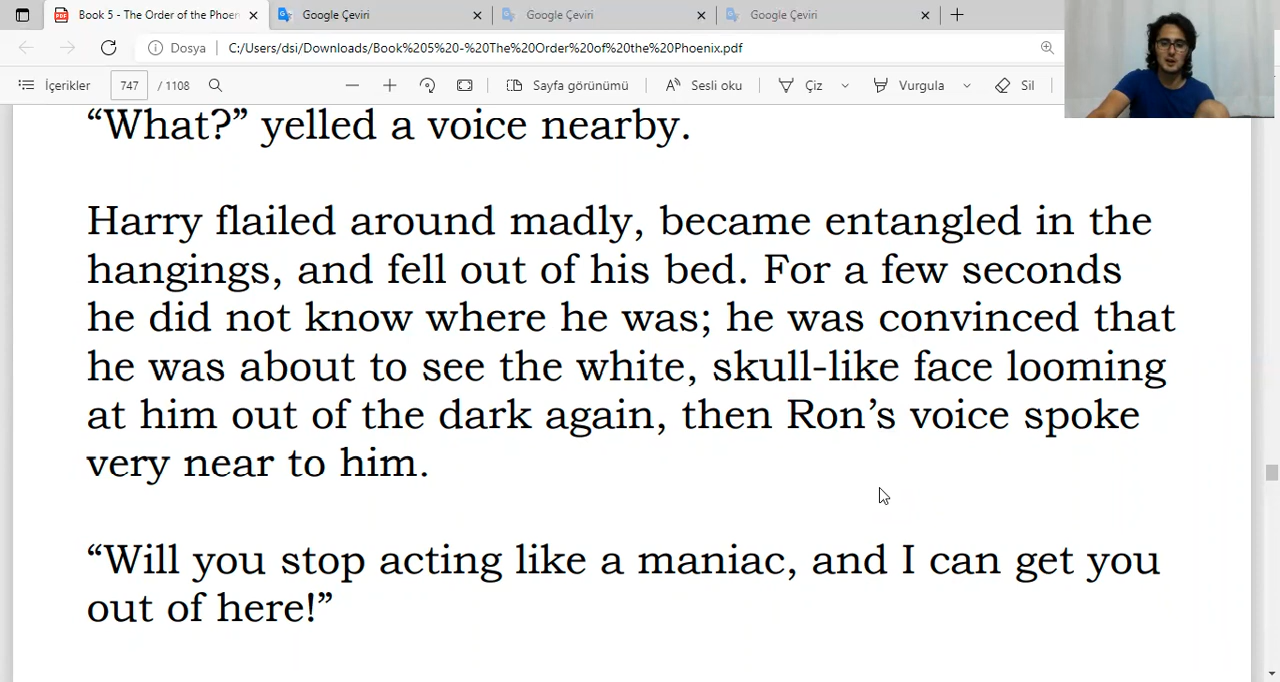 Book 5 - The Order of the Phoen
Google Çeviri
Google Çeviri
Google Çeviri
Dosya
C:/Users/dsi/Downloads/Book%205%20-%20The%20Order%20of%20the%20Phoenix.pdf
İçerikler
747
/ 1108
Sayfa görünümü
Sesli oku
Çiz
Vurgula
Sil
“What?” yelled a voice nearby.
Harry flailed around madly, became entangled in the
hangings, and fell out of his bed. For a few seconds
he did not know where he was; he was convinced that
he was about to see the white, skull-like face looming
at him out of the dark again, then Ron’s voice spoke
very near to him.
“Will you stop acting like a maniac, and I can get you
out of here!”